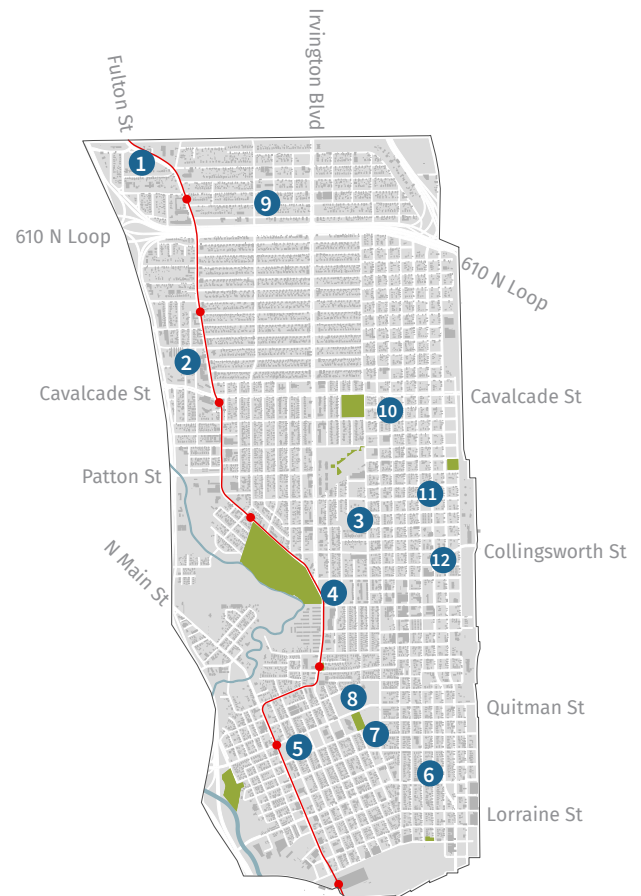 Fulton St
Irvington Blvd
1
9
610 N Loop
610 N Loop
2
Cavalcade St
Cavalcade St
10
Patton St
11
3
N Main St
12
Collingsworth St
4
8
Quitman St
7
5
6
Lorraine St